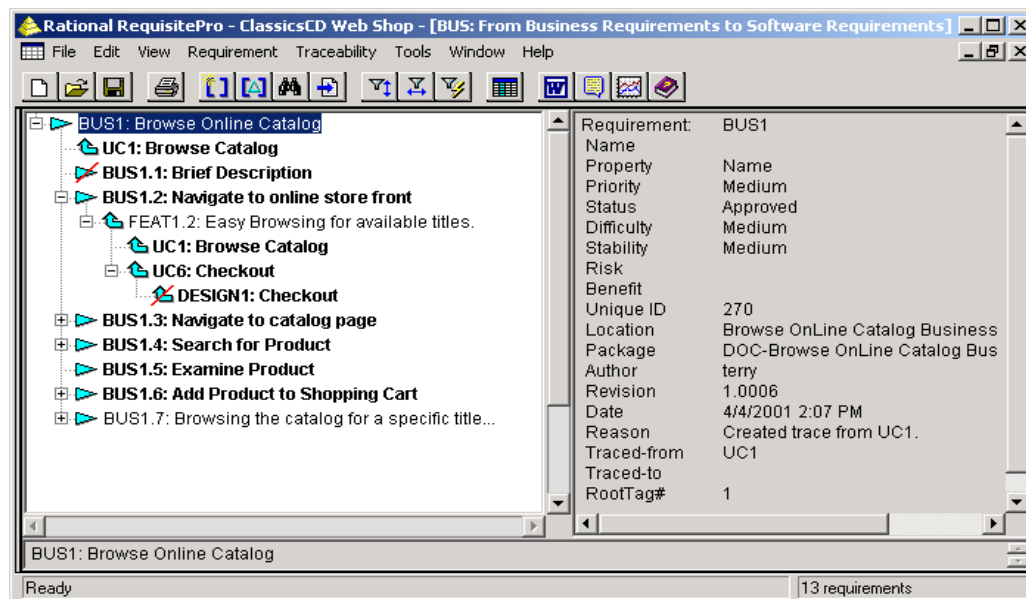 Rational RequisitePro - ClassicsCD Web Shop - [BUS: From Business Requirements to Software Requirements]
File Edit View Requirement Traceability Tools Window Help
BUS1: Browse Online Catalog
UC1: Browse Catalog
BUS1.1: Brief Description
BUS1.2: Navigate to online store front
FEAT1.2: Easy Browsing for available titles.
UC1: Browse Catalog
UC6: Checkout
DESIGN1: Checkout
BUS1.3: Navigate to catalog page
BUS1.4: Search for Product
BUS1.5: Examine Product
BUS1.6: Add Product to Shopping Cart
BUS1.7: Browsing the catalog for a specific title...
Requirement: BUS1
Name
Property Name
Priority Medium
Status Approved
Difficulty Medium
Stability Medium
Risk
Benefit
Unique ID 270
Location Browse OnLine Catalog Business
Package DOC-Browse OnLine Catalog Bus
Author terry
Revision 1.0006
Date 4/4/2001 2:07 PM
Reason Created trace from UC1.
Traced-from UC1
Traced-to
RootTag# 1
BUS1: Browse Online Catalog
Ready 13 requirements